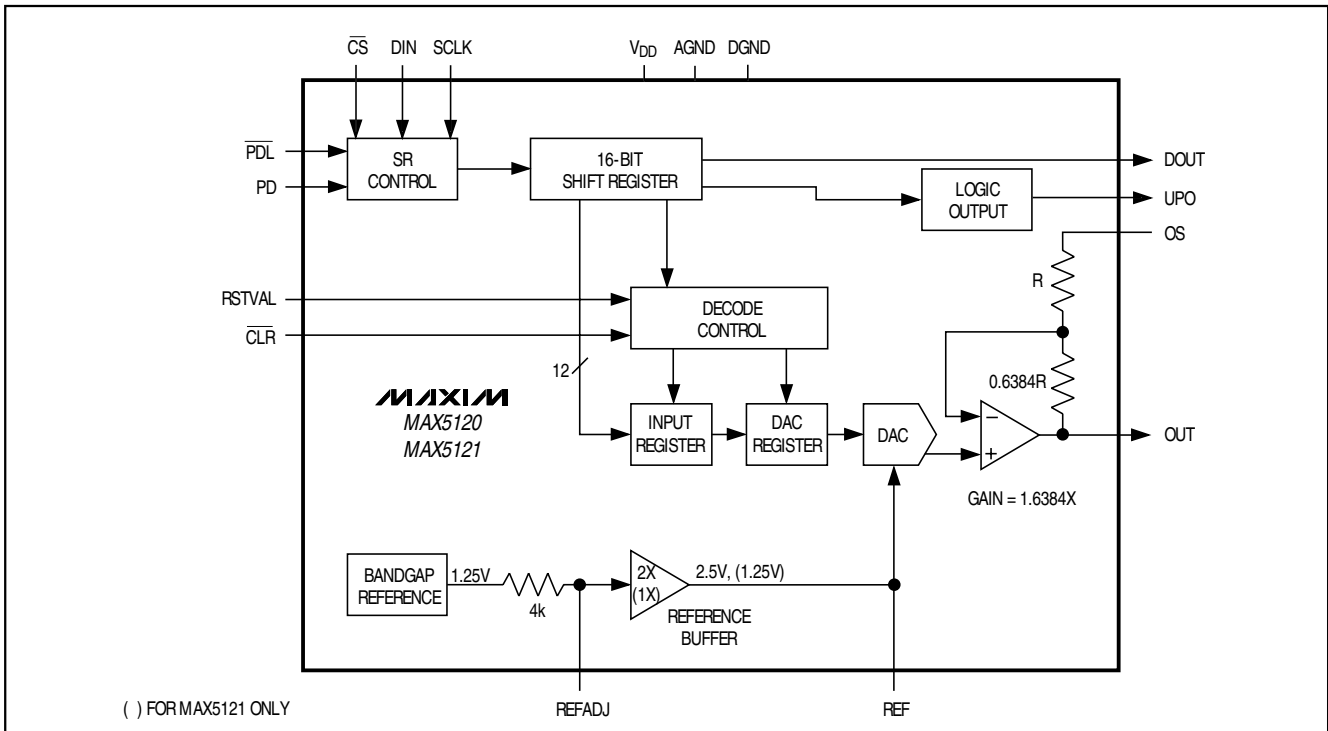 CS DIN SCLK VDD AGND DGND
PDL
PD
SR
CONTROL
16-BIT
SHIFT REGISTER
DOUT
LOGIC
OUTPUT
UPO
OS
R
RSTVAL
CLR
DECODE
CONTROL
12
0.6384R
MAXIM
MAX5120
MAX5121
INPUT
REGISTER
DAC
REGISTER
DAC
−
+
OUT
GAIN = 1.6384X
BANDGAP
REFERENCE
1.25V
4k
2X
(1X)
2.5V, (1.25V)
REFERENCE
BUFFER
( ) FOR MAX5121 ONLY
REFADJ
REF